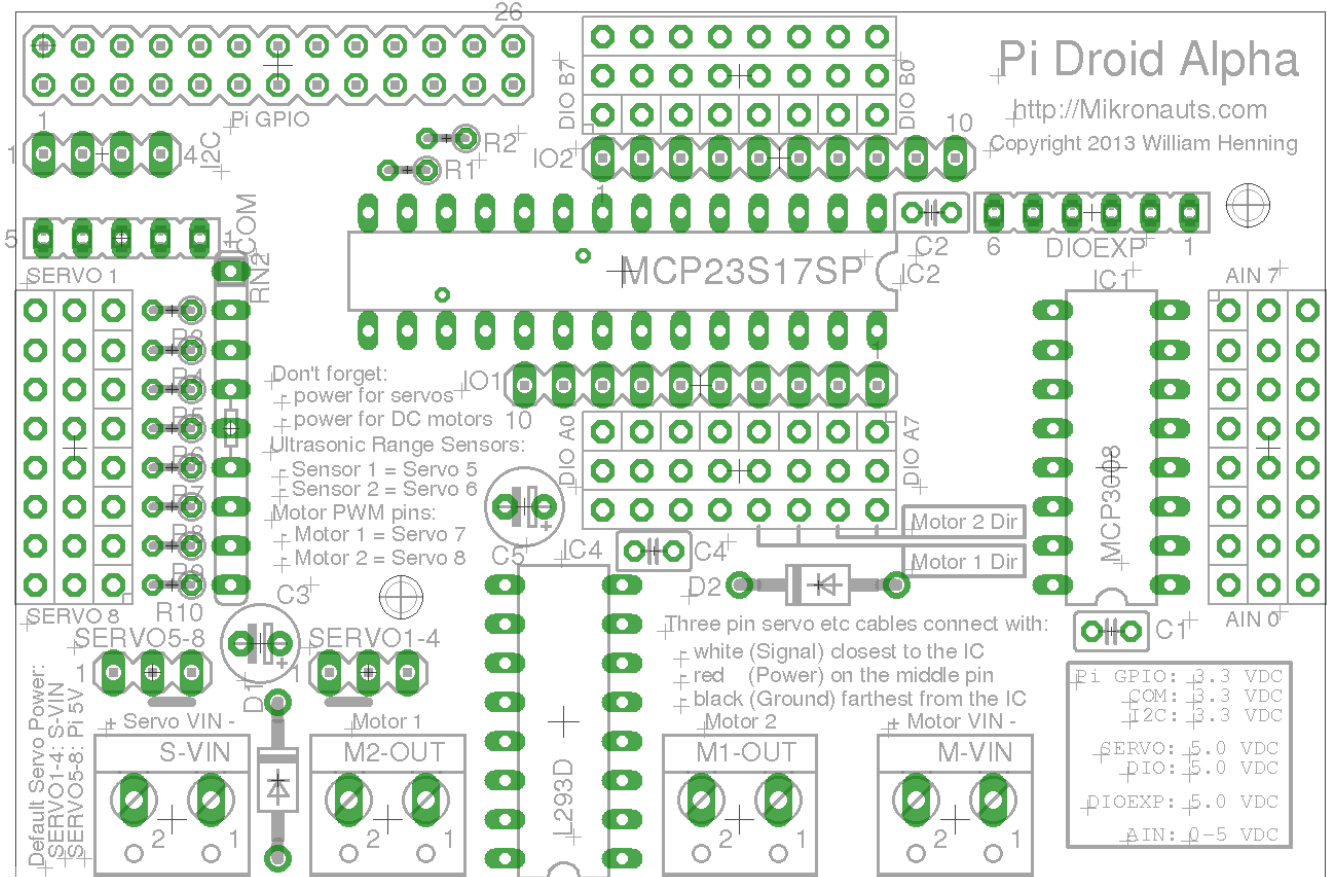 26
Pi GPIO
1
1
4
I2C
R2
R1
DIO B7
DIO B0
IO2
10
1
Pi Droid Alpha
http://Mikronauts.com
Copyright 2013 William Henning
5
1
COM
RN2
SERVO 1
MCP23S17SP
C2
IC2
6
DIOEXP
1
IC1
AIN 7
1
IO1
10
Don't forget:
- power for servos
- power for DC motors
Ultrasonic Range Sensors:
- Sensor 1 = Servo 5
- Sensor 2 = Servo 6
Motor PWM pins:
- Motor 1 = Servo 7
- Motor 2 = Servo 8
DIO A0
DIO A7
MCP3008
Motor 2 Dir
Motor 1 Dir
C5
IC4
C4
D2
R10
C3
SERVO 8
AIN 0
C1
SERVO5-8
1
SERVO1-4
1
Three pin servo etc cables connect with:
- white (Signal) closest to the IC
- red (Power) on the middle pin
- black (Ground) farthest from the IC
Default Servo Power:
SERVO1-4: S-VIN
SERVO5-8: Pi 5V
D1
+ Servo VIN -
S-VIN
2
1
Motor 1
M2-OUT
2
1
L293D
Motor 2
M1-OUT
2
1
+ Motor VIN -
M-VIN
2
1
Pi GPIO: 3.3 VDC
COM: 3.3 VDC
I2C: 3.3 VDC
SERVO: 5.0 VDC
DIO: 5.0 VDC
DIOEXP: 5.0 VDC
AIN: 0-5 VDC